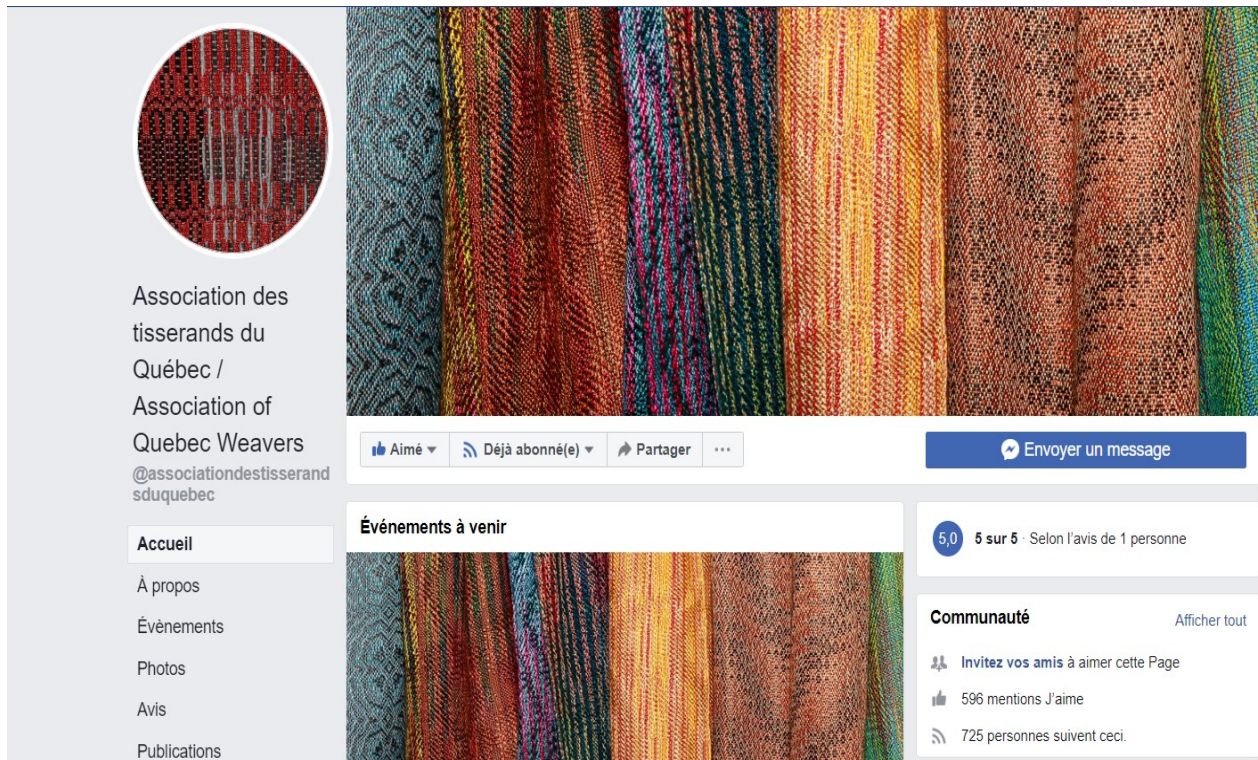 Association des
tisserands du
Québec /
Association of
Quebec Weavers
@associationdestisserand
sduquebec
Accueil
À propos
Évènements
Photos
Avis
Publications
Aimé
Déjà abonné(e)
Partager
...
Envoyer un message
Événements à venir
5,0 5 sur 5 · Selon l'avis de 1 personne
Communauté Afficher tout
Invitez vos amis à aimer cette Page
596 mentions J'aime
725 personnes suivent ceci.